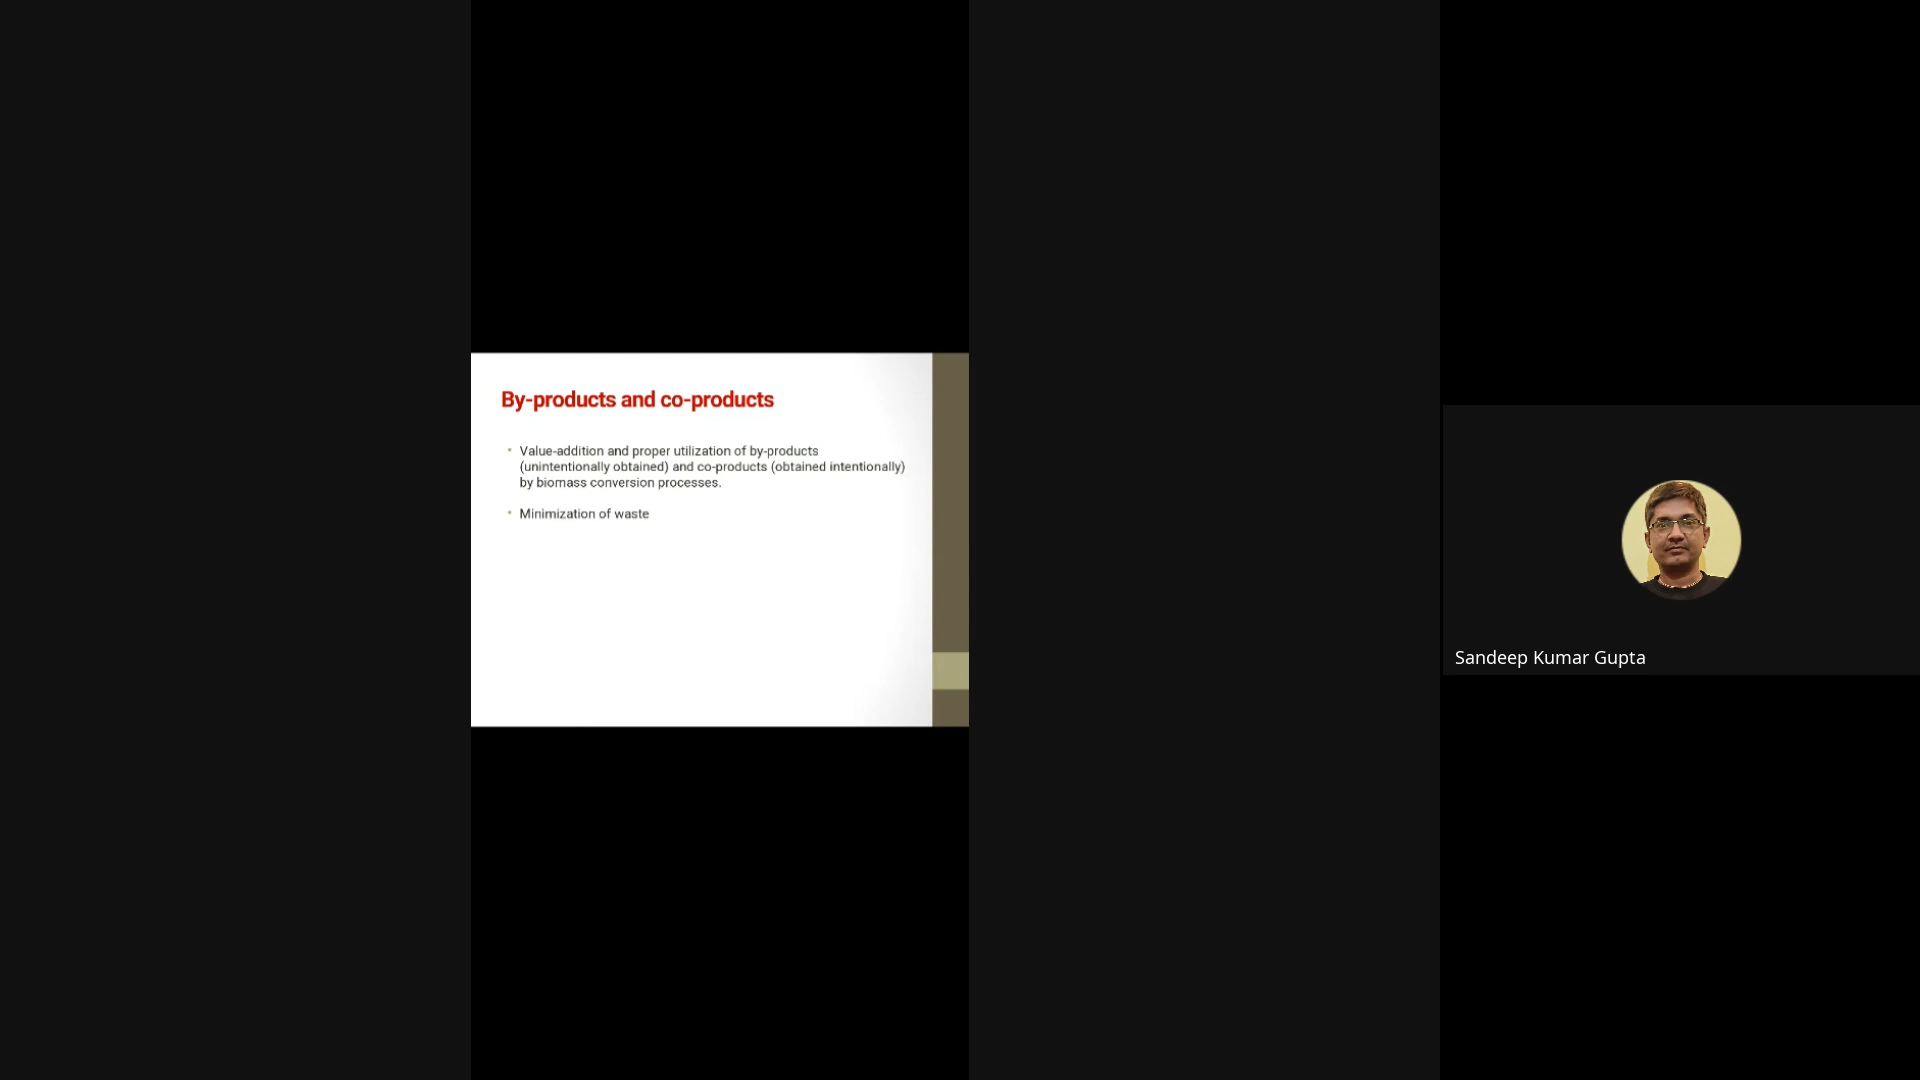 By-products and co-products
• Value-addition and proper utilization of by-products
(unintentionally obtained) and co-products (obtained intentionally)
by biomass conversion processes.
• Minimization of waste
Sandeep Kumar Gupta